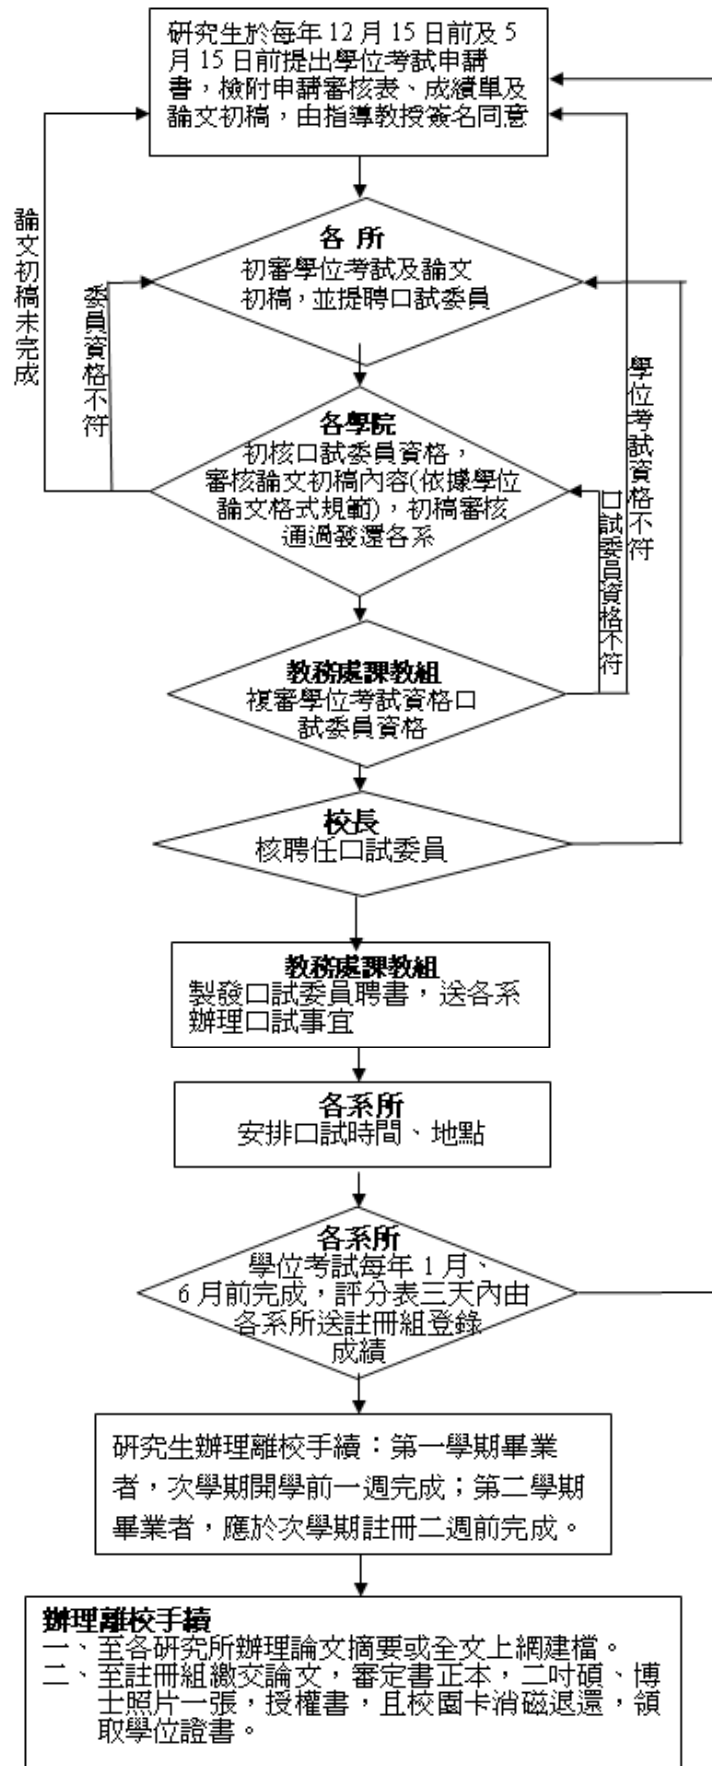 研究生於每年 12 月 15 日前及 5
月 15 日前提出學位考試申請
書，檢附申請審核表、成績單及
論文初稿，由指導教授簽名同意
論文初稿未完成
委員資格不符
各 所
初審學位考試及論文
初稿，並提聘口試委員
學位考試資格不符
口試委員資格不符
各學院
初核口試委員資格，
審核論文初稿內容(依據學位
論文格式規範)，初稿審核
通過發還各系
教務處課教組
複審學位考試資格口
試委員資格
校長
核聘任口試委員
教務處課教組
製發口試委員聘書，送各系
辦理口試事宜
各系所
安排口試時間、地點
各系所
學位考試每年 1 月、
6 月前完成，評分表三天內由
各系所送註冊組登錄
成績
研究生辦理離校手續：第一學期畢業
者，次學期開學前一週完成；第二學期
畢業者，應於次學期註冊二週前完成。
辦理離校手續
一、至各研究所辦理論文摘要或全文上網建檔。
二、至註冊組繳交論文，審定書正本，二吋碩、博
士照片一張，授權書，且校園卡消磁退還，領
取學位證書。